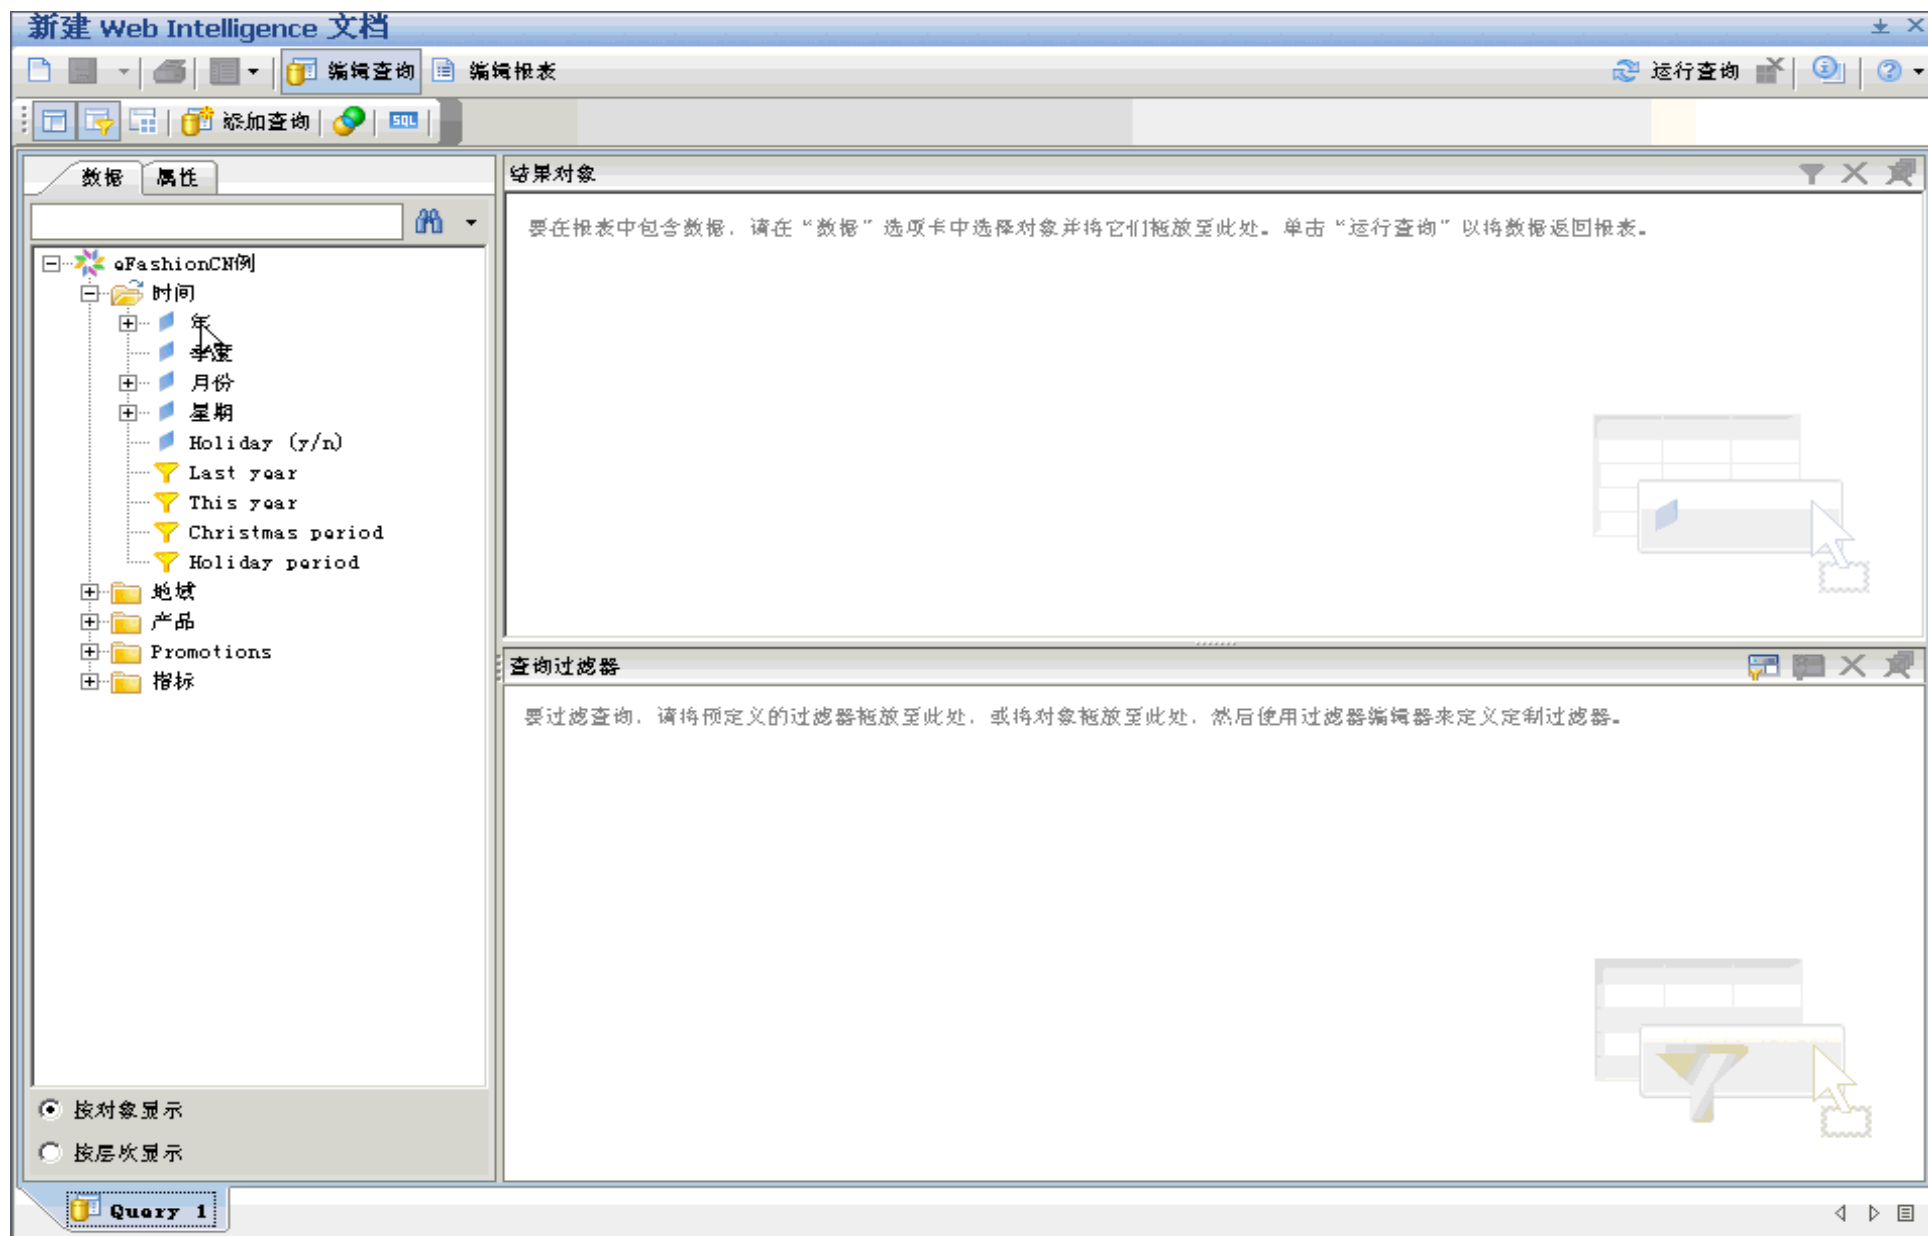 新建 Web Intelligence 文档
编辑查询 编辑报表 运行查询
添加查询 SQL
数据 属性
eFashionCN例
时间
年
季度
月份
星期
Holiday (y/n)
Last year
This year
Christmas period
Holiday period
地域
产品
Promotions
指标
按对象显示
按层次显示
结果对象
要在报表中包含数据，请在“数据”选项卡中选择对象并将它们拖放至此处。单击“运行查询”以将数据返回报表。
查询过滤器
要过滤查询，请将预定义的过滤器拖放至此处，或将对象拖放至此处，然后使用过滤器编辑器来定义定制过滤器。
Query 1